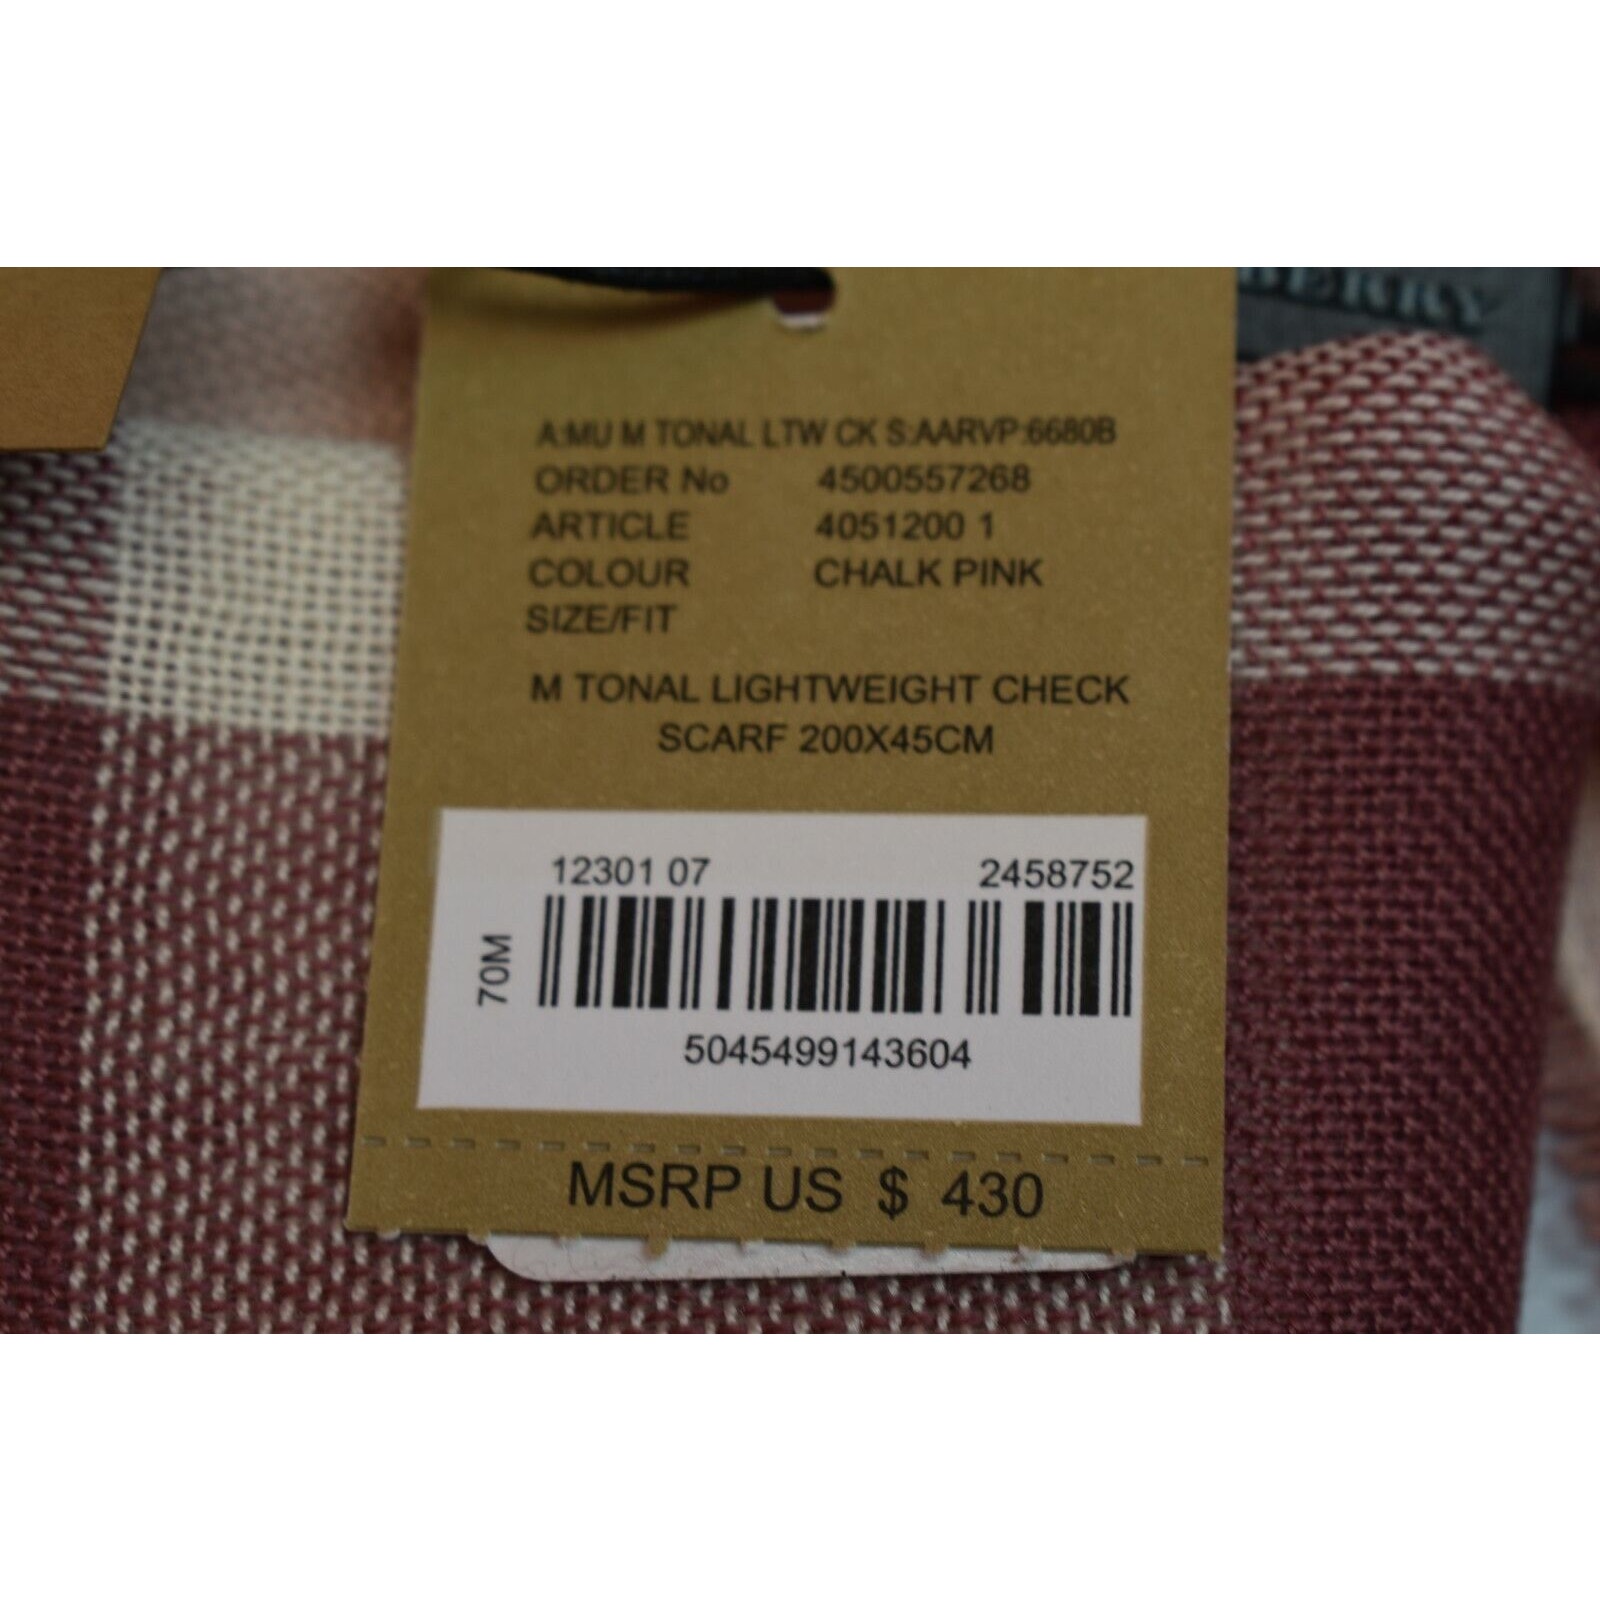 BERRY
A:MU M TONAL LTW CK S:AARVP:6680B
ORDER No 4500557268
ARTICLE 4051200 1
COLOUR CHALK PINK
SIZE/FIT
M TONAL LIGHTWEIGHT CHECK
SCARF 200X45CM
12301 07 2458752
70M
5045499143604
MSRP US $ 430